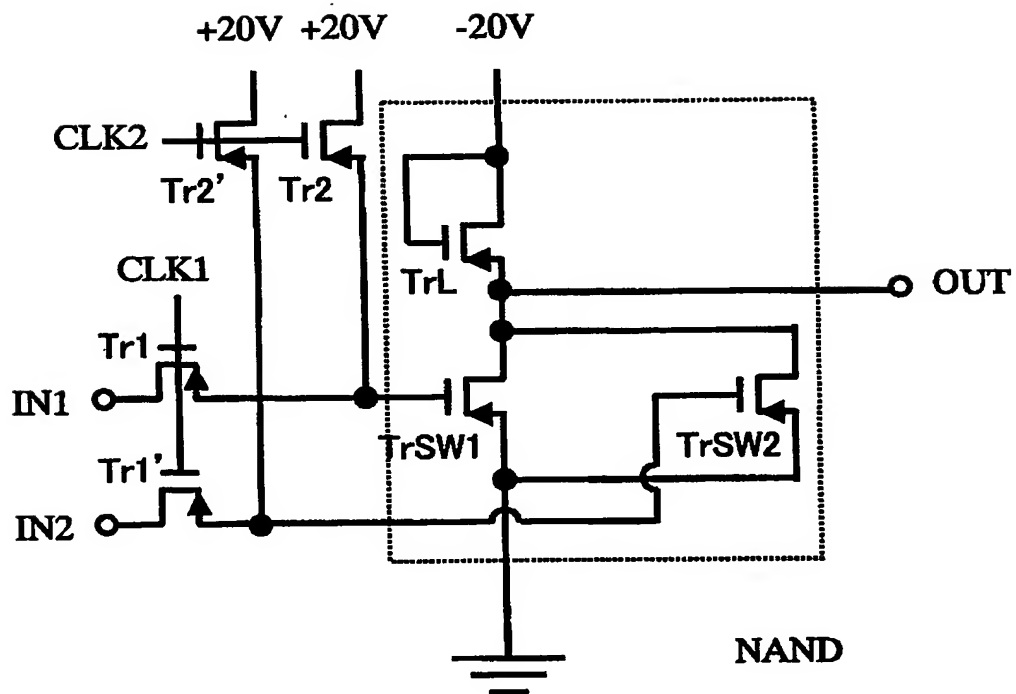 +20V +20V -20V
CLK2
Tr2' Tr2
CLK1
TrL
OUT
Tr1
IN1
TrSW1
TrSW2
Tr1'
IN2
NAND